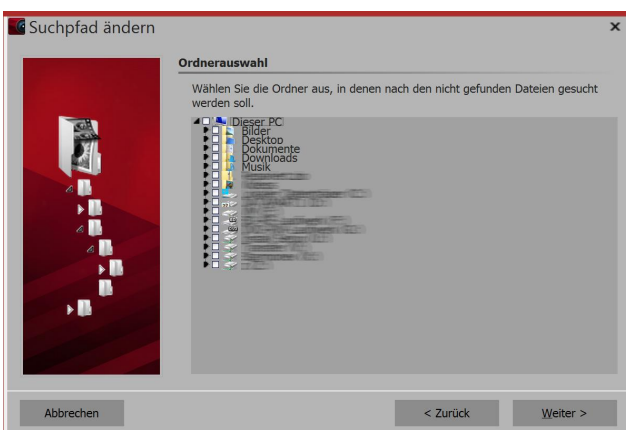 Suchpfad ändern
Ordnerauswahl
Wählen Sie die Ordner aus, in denen nach den nicht gefunden Dateien gesucht
werden soll.
Dieser PC
Bilder
Desktop
Dokumente
Downloads
Musik
Abbrechen
< Zurück
Weiter >